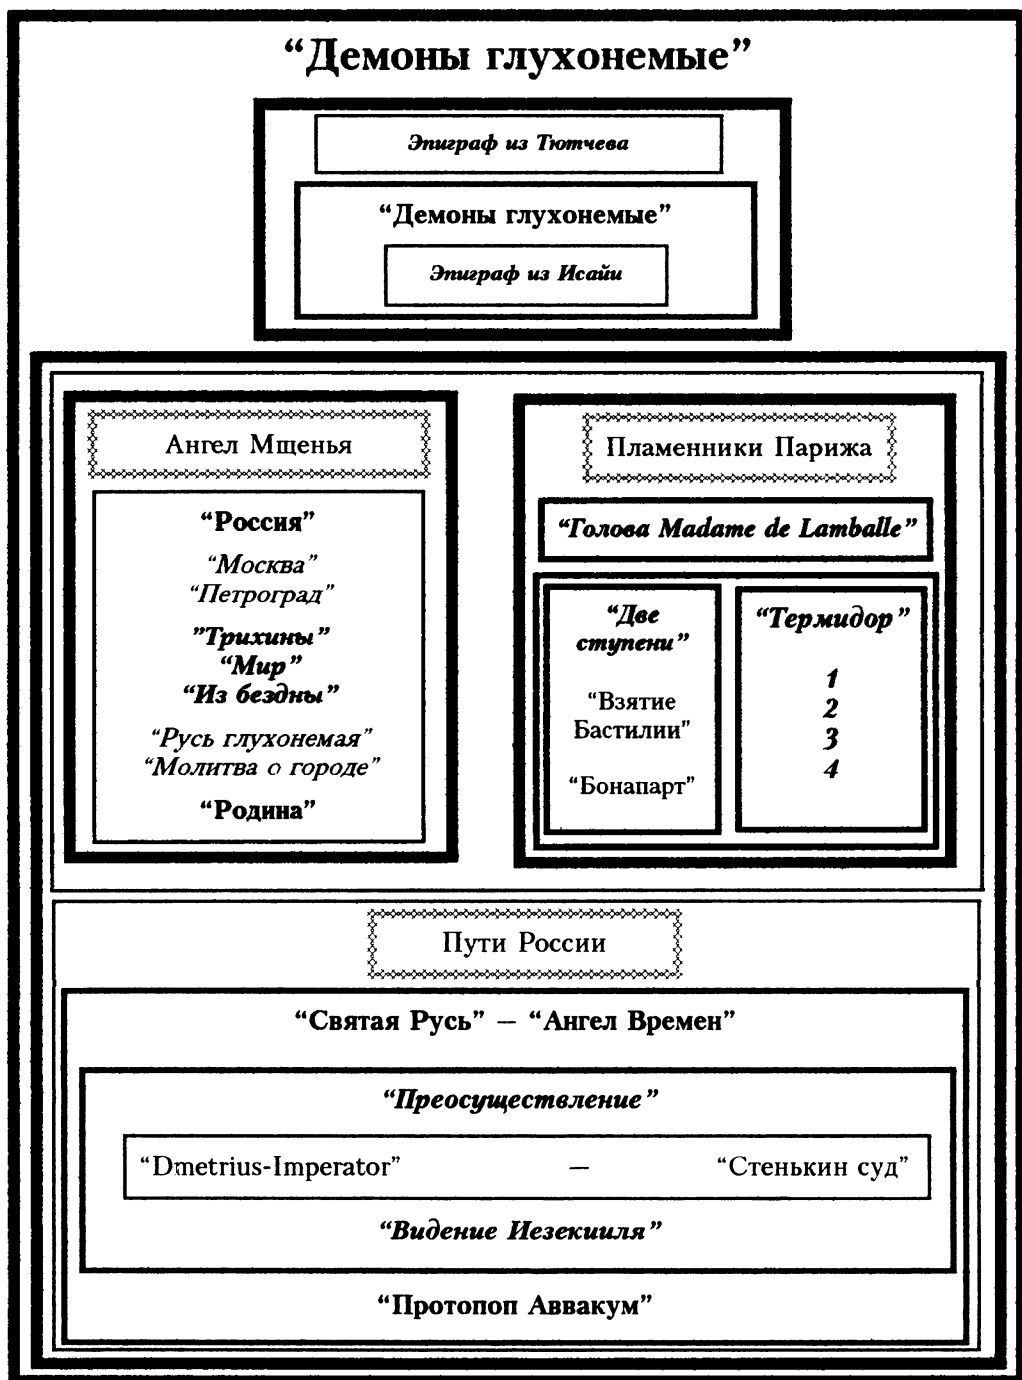 “Демоны глухонемые”
Эпиграф из Тютчева
“Демоны глухонемые”
Эпиграф из Исайи
Ангел Мщенья
“Россия”
“Москва”
“Петроград”
”Трихины”
“Мир”
“Из бездны”
“Русь глухонемая”
“Молитва о городе”
“Родина”
Пламенники Парижа
“Голова Madame de Lamballe”
“Две
ступени”
“Взятие
Бастилии”
“Бонапарт”
“Термидор”
1
2
3
4
Пути России
“Святая Русь” – “Ангел Времен”
“Преосуществление”
“Dmetrius-Imperator” – “Стенькин суд”
“Видение Иезекииля”
“Протопоп Аввакум”